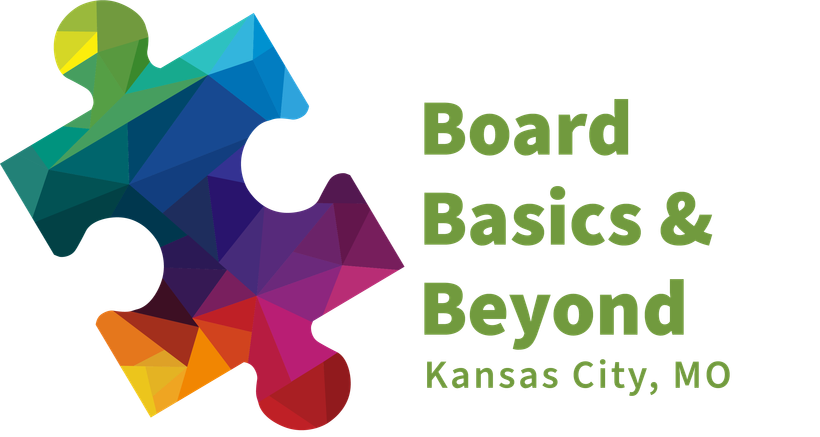 Board
Basics &
Beyond
Kansas City, MO